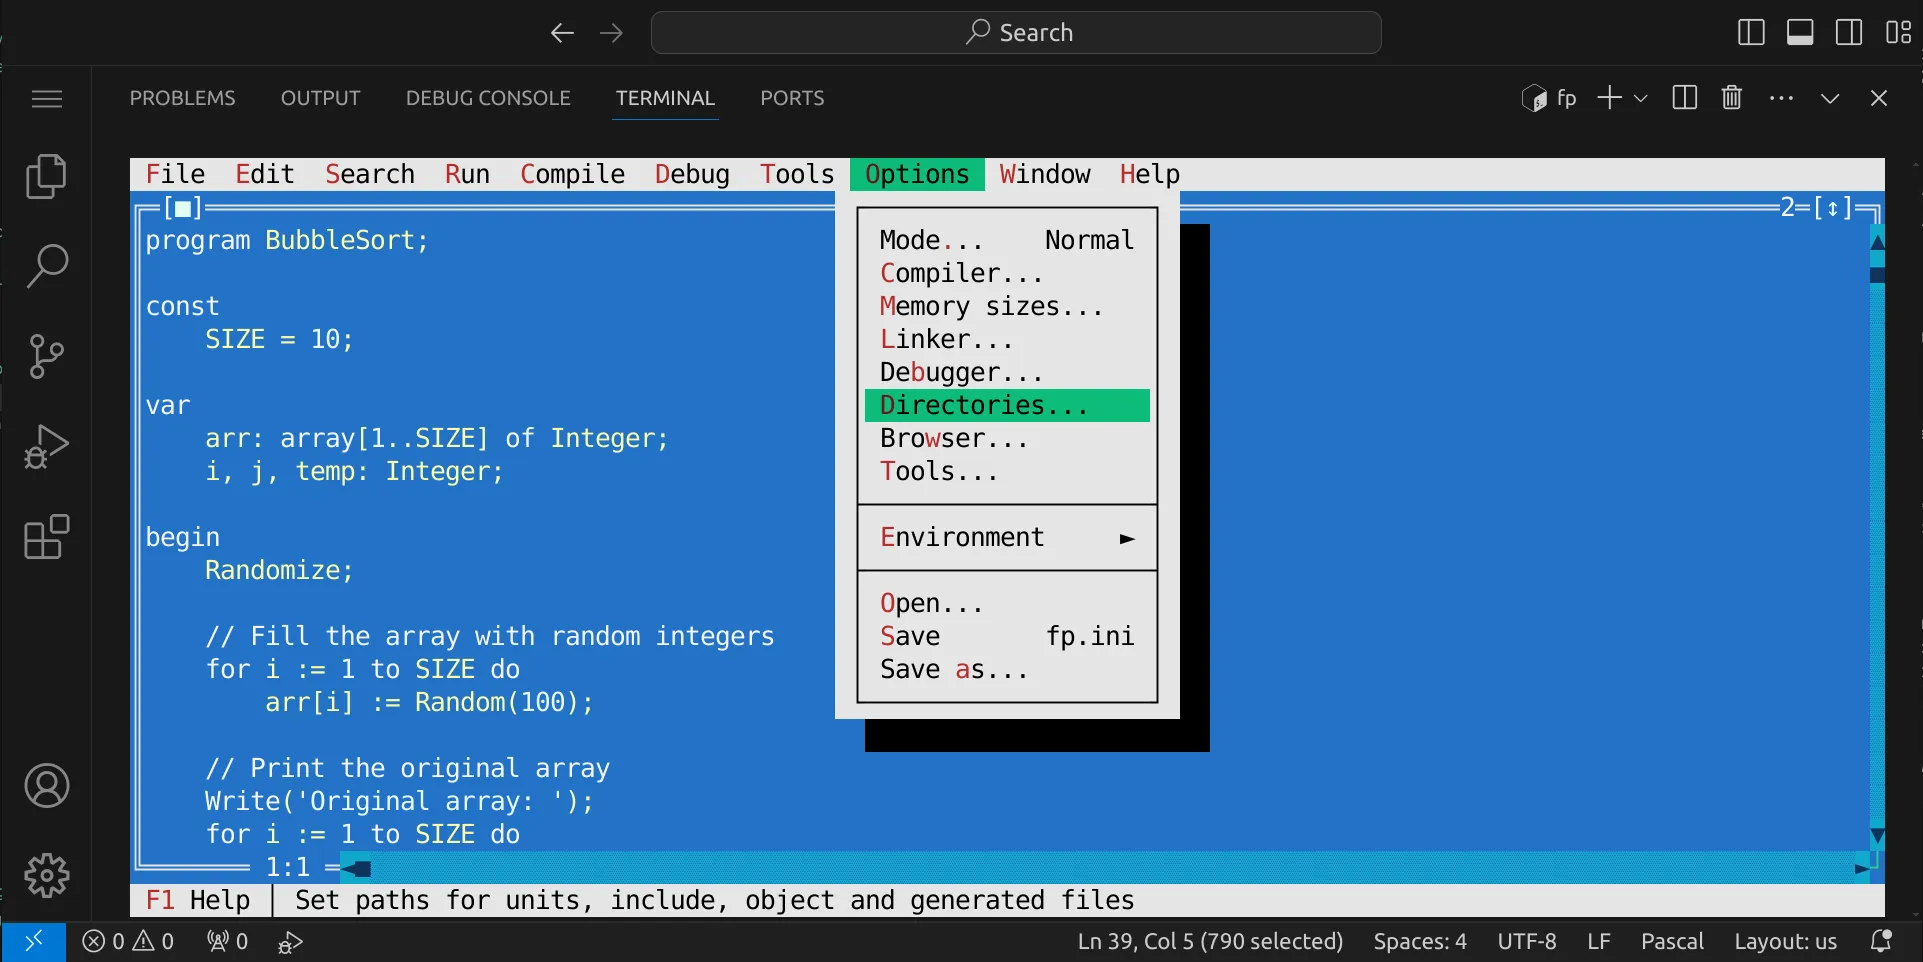 Search
PROBLEMS OUTPUT DEBUG CONSOLE TERMINAL PORTS fp
File Edit Search Run Compile Debug Tools Options Window Help
[■] 2=[↕]
program BubbleSort;
const
SIZE = 10;
var
arr: array[1..SIZE] of Integer;
i, j, temp: Integer;
begin
Randomize;
// Fill the array with random integers
for i := 1 to SIZE do
arr[i] := Random(100);
// Print the original array
Write('Original array: ');
for i := 1 to SIZE do
1:1
Mode... Normal
Compiler...
Memory sizes...
Linker...
Debugger...
Directories...
Browser...
Tools...
Environment ►
Open...
Save fp.ini
Save as...
F1 Help │ Set paths for units, include, object and generated files
0 0 0 Ln 39, Col 5 (790 selected) Spaces: 4 UTF-8 LF Pascal Layout: us